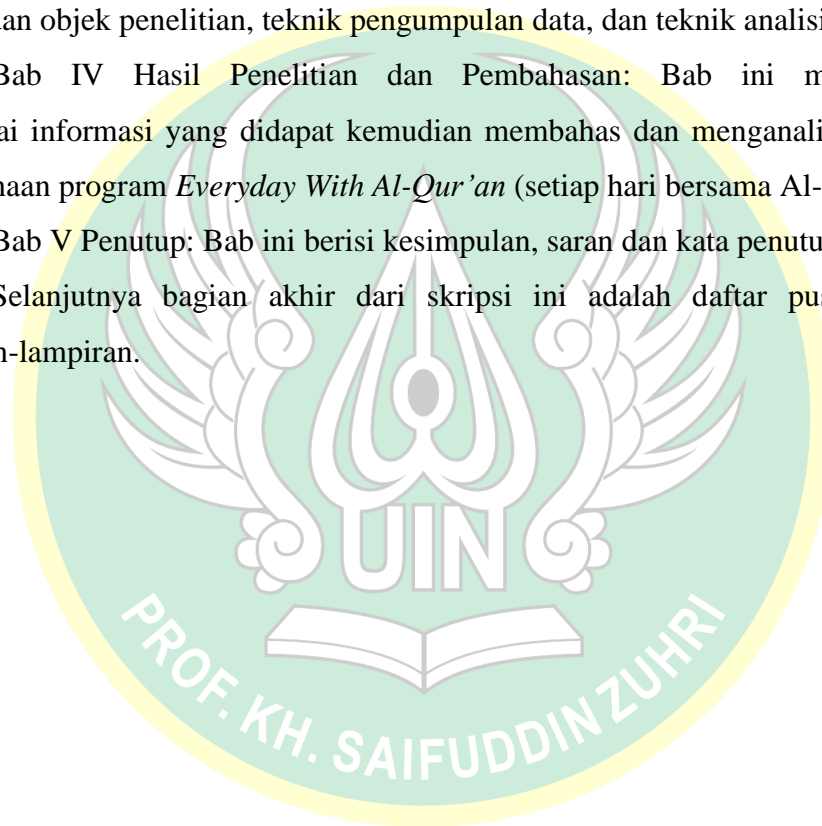 dan objek penelitian, teknik pengumpulan data, dan teknik analisi
Bab IV Hasil Penelitian dan Pembahasan: Bab ini m
ai informasi yang didapat kemudian membahas dan menganali
naan program Everyday With Al-Qur’an (setiap hari bersama Al-
Bab V Penutup: Bab ini berisi kesimpulan, saran dan kata penutu
Selanjutnya bagian akhir dari skripsi ini adalah daftar pus
n-lampiran.
UIN
PROF. KH. SAIFUDDIN ZUHRI